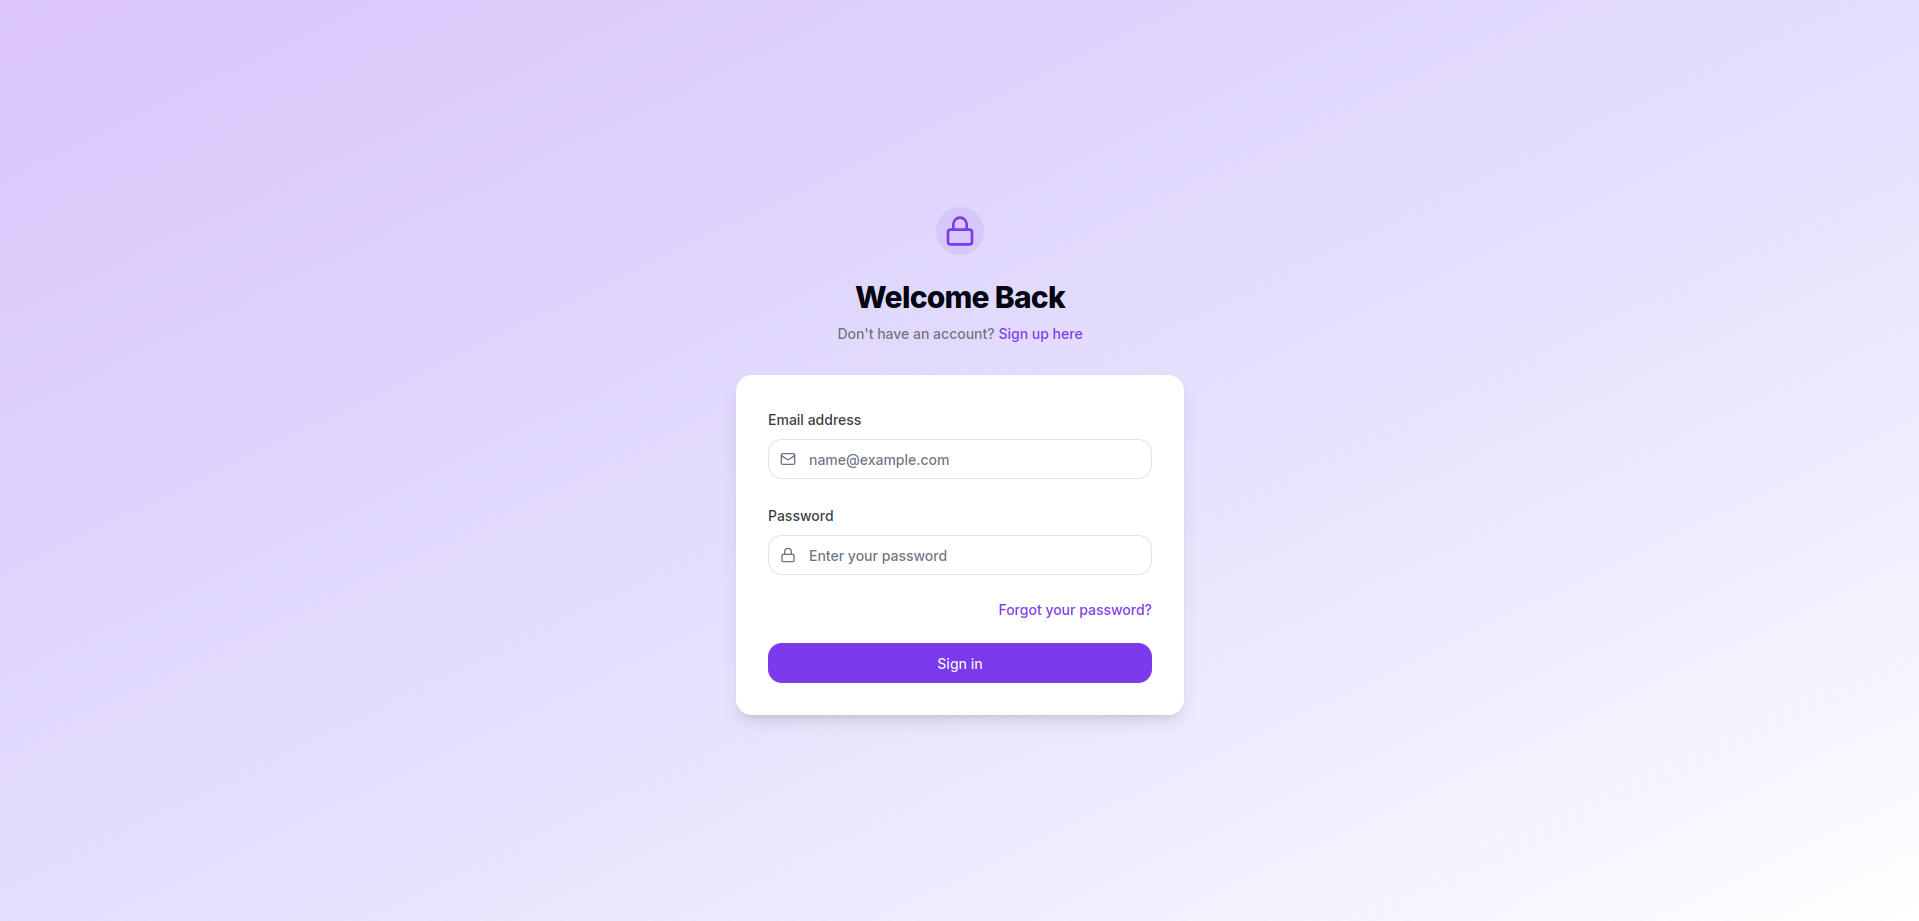 Welcome Back
Don't have an account? Sign up here
Email address
name@example.com
Password
Enter your password
Forgot your password?
Sign in